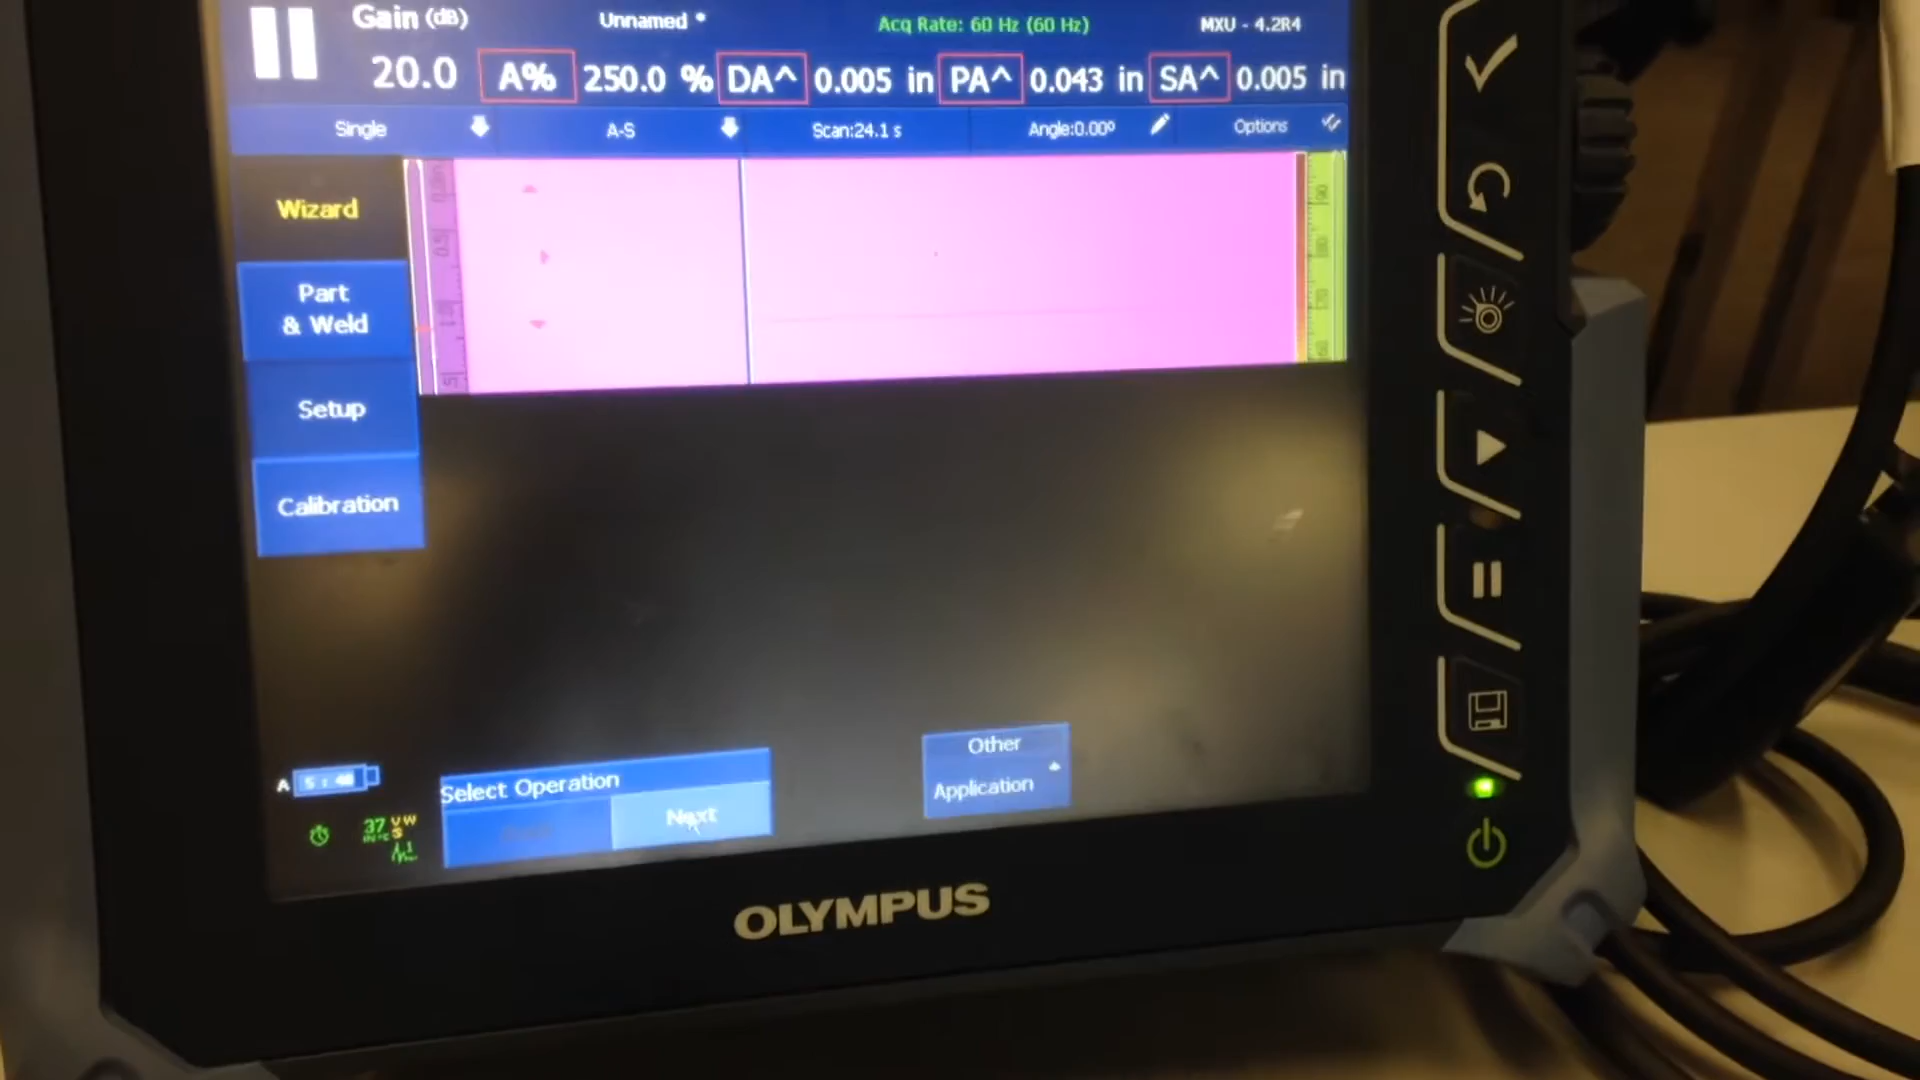 Gain (dB)
Unnamed *
Acq Rate: 60 Hz (60 Hz)
MXU - 4.2R4
20.0
A% 250.0 % DA^ 0.005 in PA^ 0.043 in SA^ 0.005 in
Single
A-S
Scan:24.1 s
Angle:0.00º
Options
Wizard
Part
& Weld
Setup
Calibration
Other
Application
Select Operation
Next
A
37
OLYMPUS